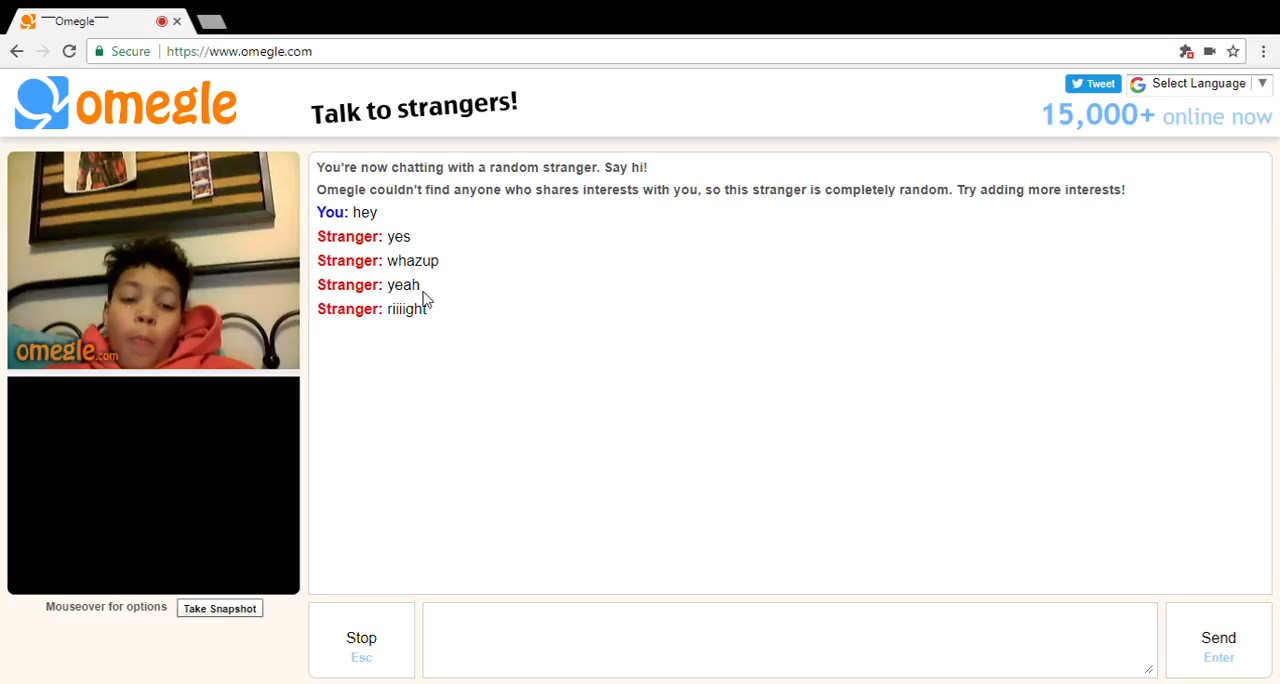 Omegle
Secure
https://www.omegle.com
omegle
Talk to strangers!
Tweet
Select Language
15,000+ online now
You're now chatting with a random stranger. Say hi!
Omegle couldn't find anyone who shares interests with you, so this stranger is completely random. Try adding more interests!
You: hey
Stranger: yes
Stranger: whazup
Stranger: yeah
Stranger: riiiight
omegle.com
Mouseover for options
Take Snapshot
Stop
Esc
Send
Enter